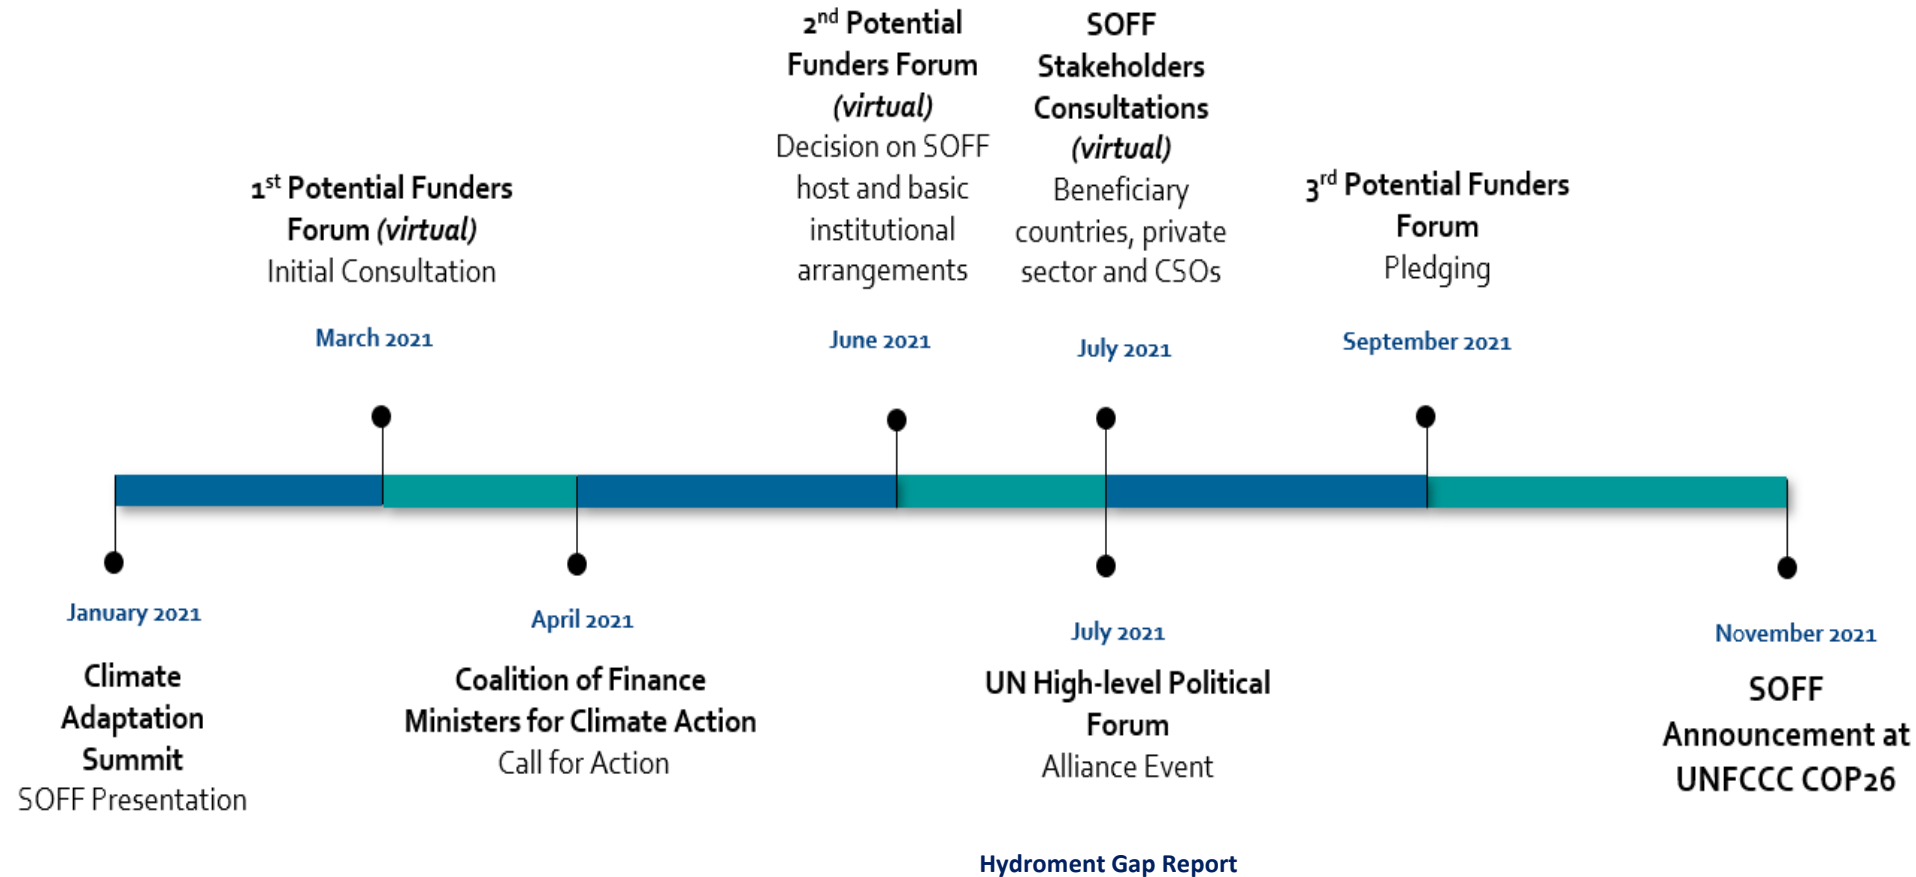 1st Potential Funders
Forum (virtual)
Initial Consultation
March 2021
2nd Potential
Funders Forum
(virtual)
Decision on SOFF
host and basic
institutional
arrangements
June 2021
SOFF
Stakeholders
Consultations
(virtual)
Beneficiary
countries, private
sector and CSOs
July 2021
3rd Potential Funders
Forum
Pledging
September 2021
January 2021
Climate
Adaptation
Summit
SOFF Presentation
April 2021
Coalition of Finance
Ministers for Climate Action
Call for Action
July 2021
UN High-level Political
Forum
Alliance Event
November 2021
SOFF
Announcement at
UNFCCC COP26
Hydroment Gap Report